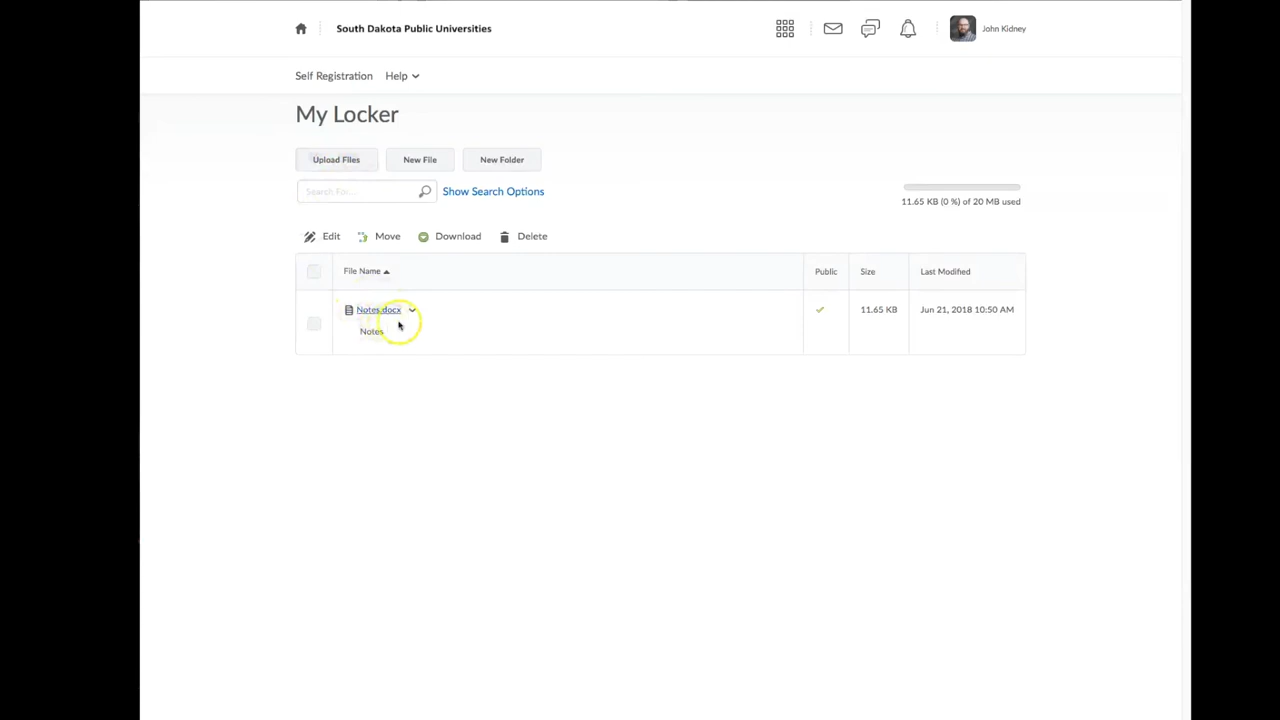 South Dakota Public Universities
John Kidney
Self Registration Help
My Locker
Upload Files New File New Folder
Search For... Show Search Options
11.65 KB (0 %) of 20 MB used
Edit Move Download Delete
File Name Public Size Last Modified
Notes.docx 11.65 KB Jun 21, 2018 10:50 AM
Notes